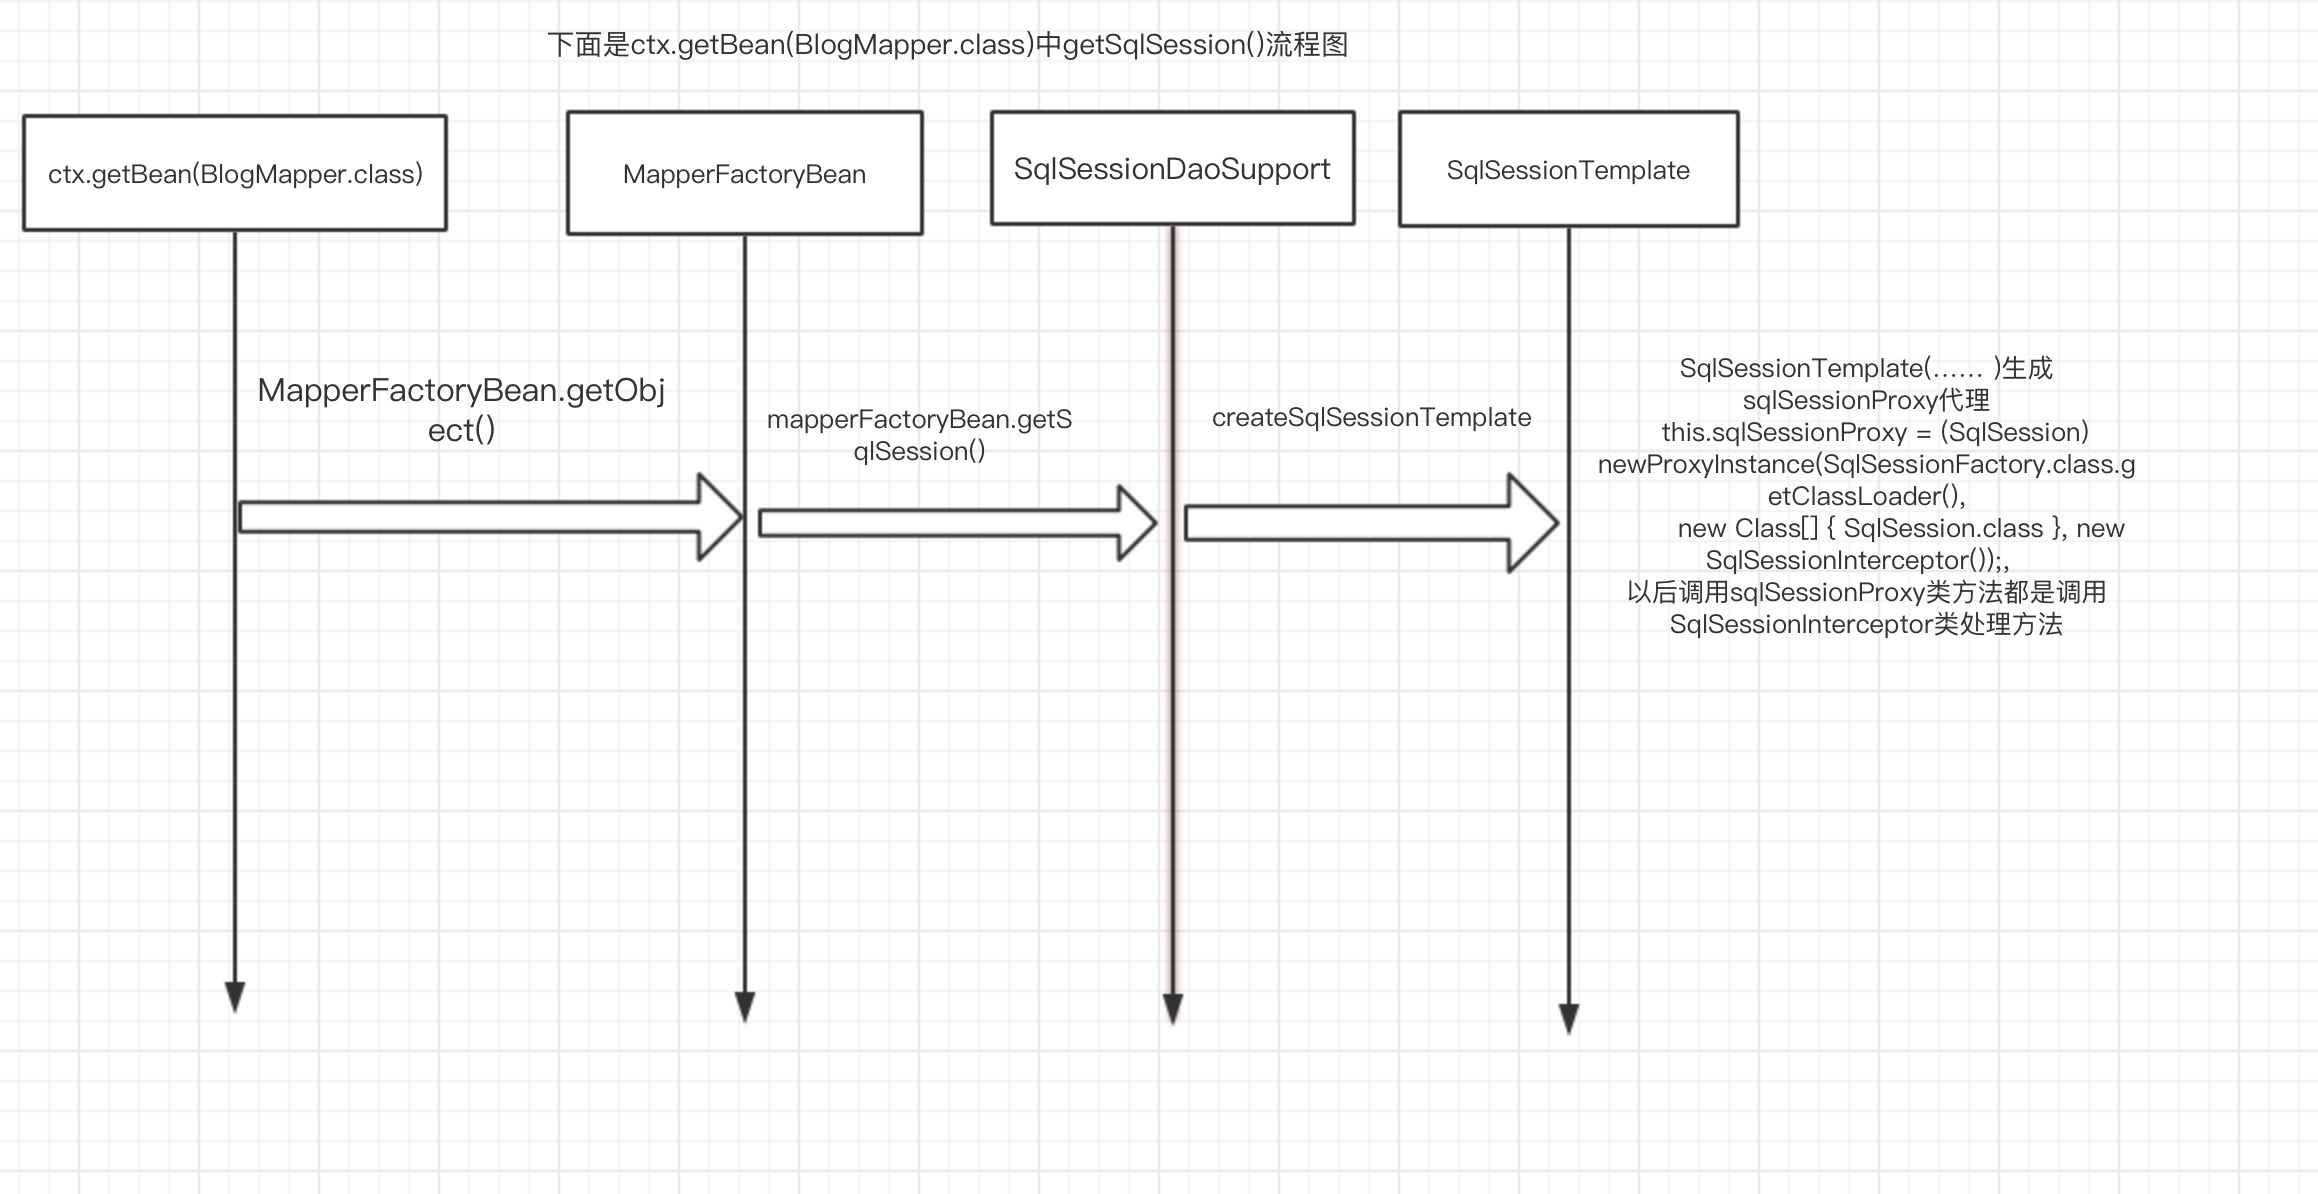 下面是ctx.getBean(BlogMapper.class)中getSqlSession()流程图
ctx.getBean(BlogMapper.class)
MapperFactoryBean
SqlSessionDaoSupport
SqlSessionTemplate
MapperFactoryBean.getObj
ect()
mapperFactoryBean.getS
qlSession()
createSqlSessionTemplate
SqlSessionTemplate(...... )生成
sqlSessionProxy代理
this.sqlSessionProxy = (SqlSession)
newProxyInstance(SqlSessionFactory.class.g
etClassLoader(),
new Class[] { SqlSession.class }, new
SqlSessionInterceptor());,
以后调用sqlSessionProxy类方法都是调用
SqlSessionInterceptor类处理方法